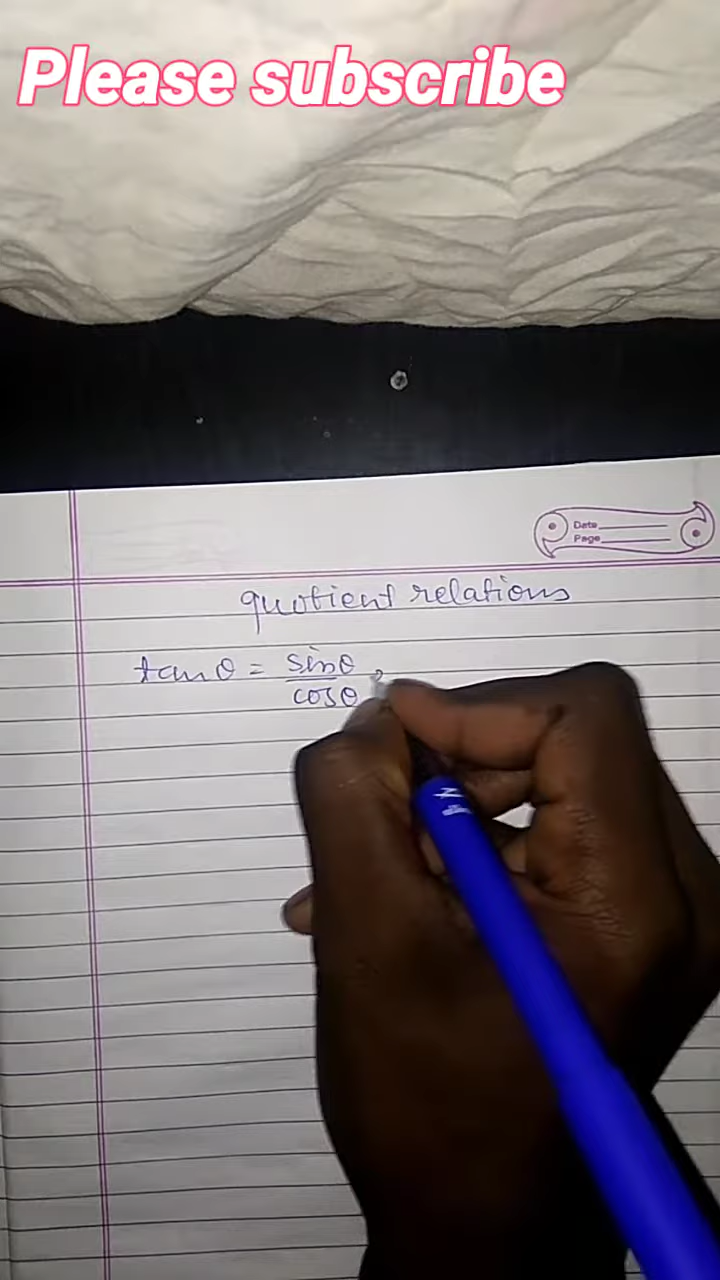 Please subscribe
Date
Page
quotient relations
tanθ = sinθ/cosθ,